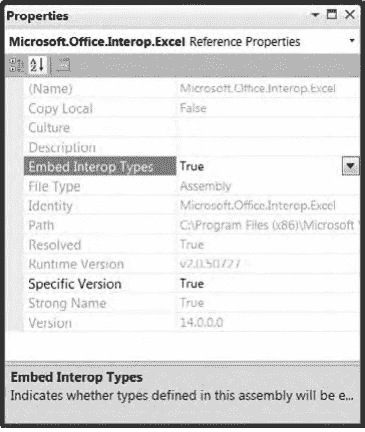 Properties
Microsoft.Office.Interop.Excel Reference Properties
(Name) Microsoft.Office.Interop.Excel
Copy Local False
Culture
Description
Embed Interop Types True
File Type Assembly
Identity Microsoft.Office.Interop.Excel
Path C:\Program Files (x86)\Microsoft
Resolved True
Runtime Version v2.0.50727
Specific Version True
Strong Name True
Version 14.0.0.0
Embed Interop Types
Indicates whether types defined in this assembly will be e...